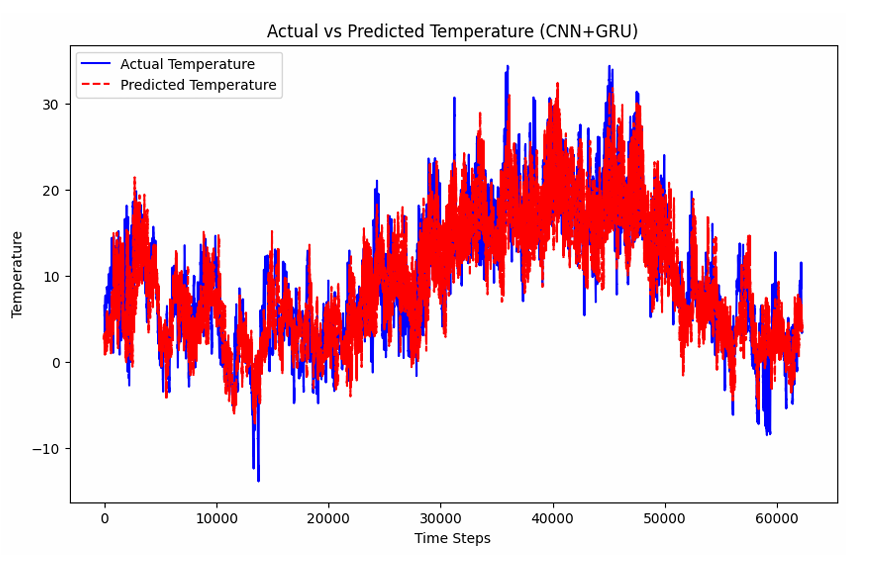 Actual vs Predicted Temperature (CNN+GRU)
Actual Temperature
Predicted Temperature
30
20
10
0
−10
Temperature
0 10000 20000 30000 40000 50000 60000
Time Steps